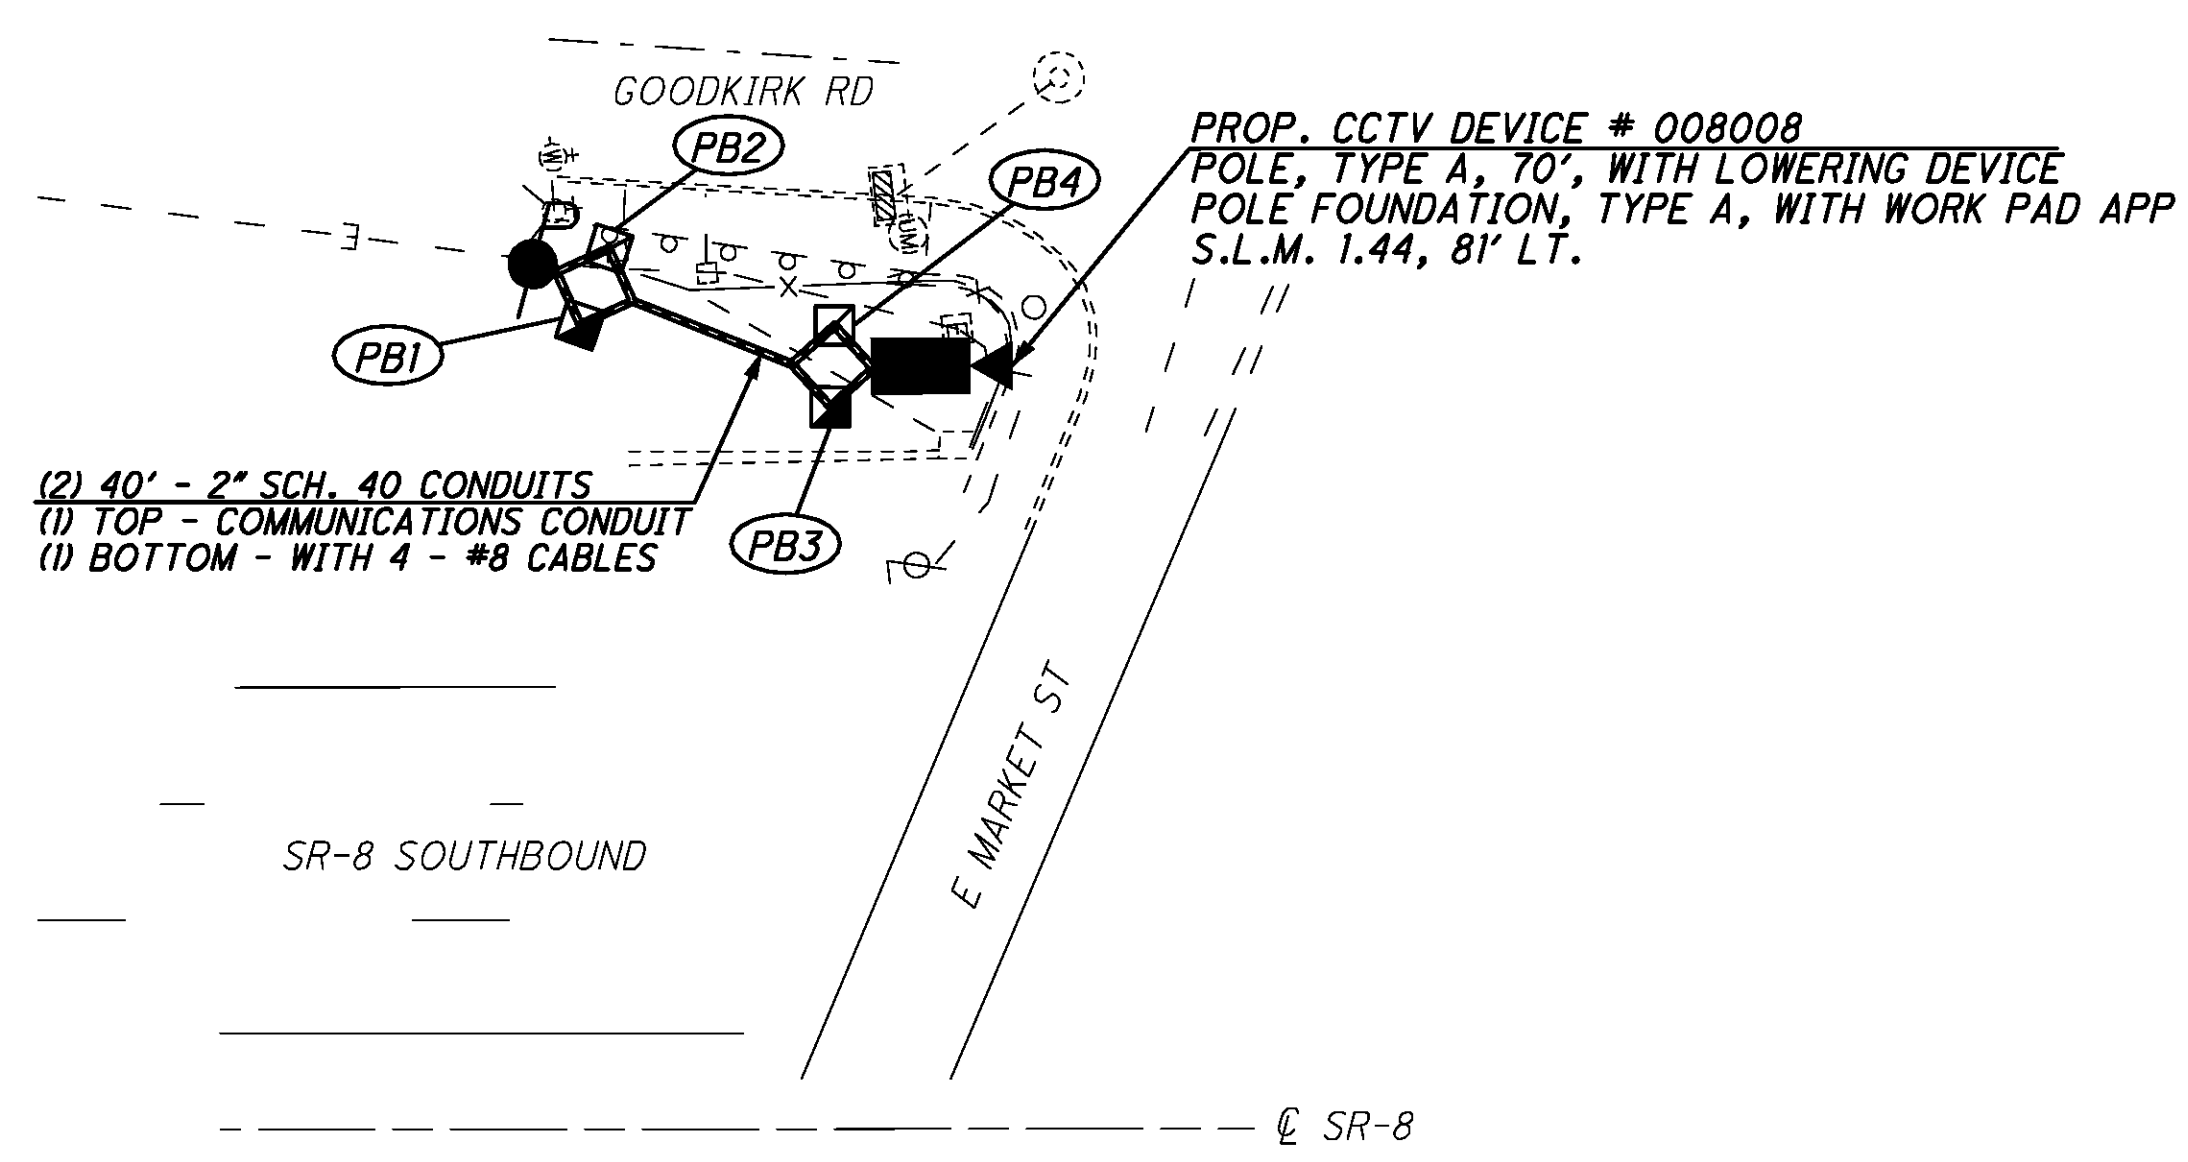 GOODKIRK RD
PB2
PB4
PROP. CCTV DEVICE # 008008
POLE, TYPE A, 70', WITH LOWERING DEVICE
POLE FOUNDATION, TYPE A, WITH WORK PAD APP
S.L.M. 1.44, 81' LT.
W
E
UM
E
PB1
(2) 40' - 2" SCH. 40 CONDUITS
(1) TOP - COMMUNICATIONS CONDUIT
(1) BOTTOM - WITH 4 - #8 CABLES
PB3
E MARKET ST
SR-8 SOUTHBOUND
℄ SR-8